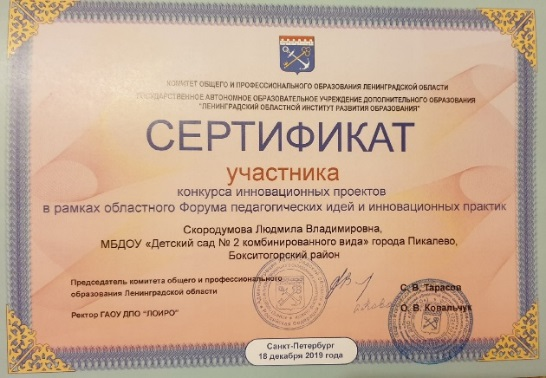 КОМИТЕТ ОБЩЕГО И ПРОФЕССИОНАЛЬНОГО ОБРАЗОВАНИЯ ЛЕНИНГРАДСКОЙ ОБЛАСТИ
ГОСУДАРСТВЕННОЕ АВТОНОМНОЕ ОБРАЗОВАТЕЛЬНОЕ УЧРЕЖДЕНИЕ ДОПОЛНИТЕЛЬНОГО ОБРАЗОВАНИЯ
"ЛЕНИНГРАДСКИЙ ОБЛАСТНОЙ ИНСТИТУТ РАЗВИТИЯ ОБРАЗОВАНИЯ"
СЕРТИФИКАТ
участника
конкурса инновационных проектов
в рамках областного Форума педагогических идей и инновационных практик
Скородумова Людмила Владимировна,
МБДОУ «Детский сад № 2 комбинированного вида» города Пикалево,
Бокситогорский район
Председатель комитета общего и профессионального
образования Ленинградской области
С. В. Тарасов
Ректор ГАОУ ДПО "ЛОИРО"
О. В. Ковальчук
Санкт-Петербург
18 декабря 2019 года